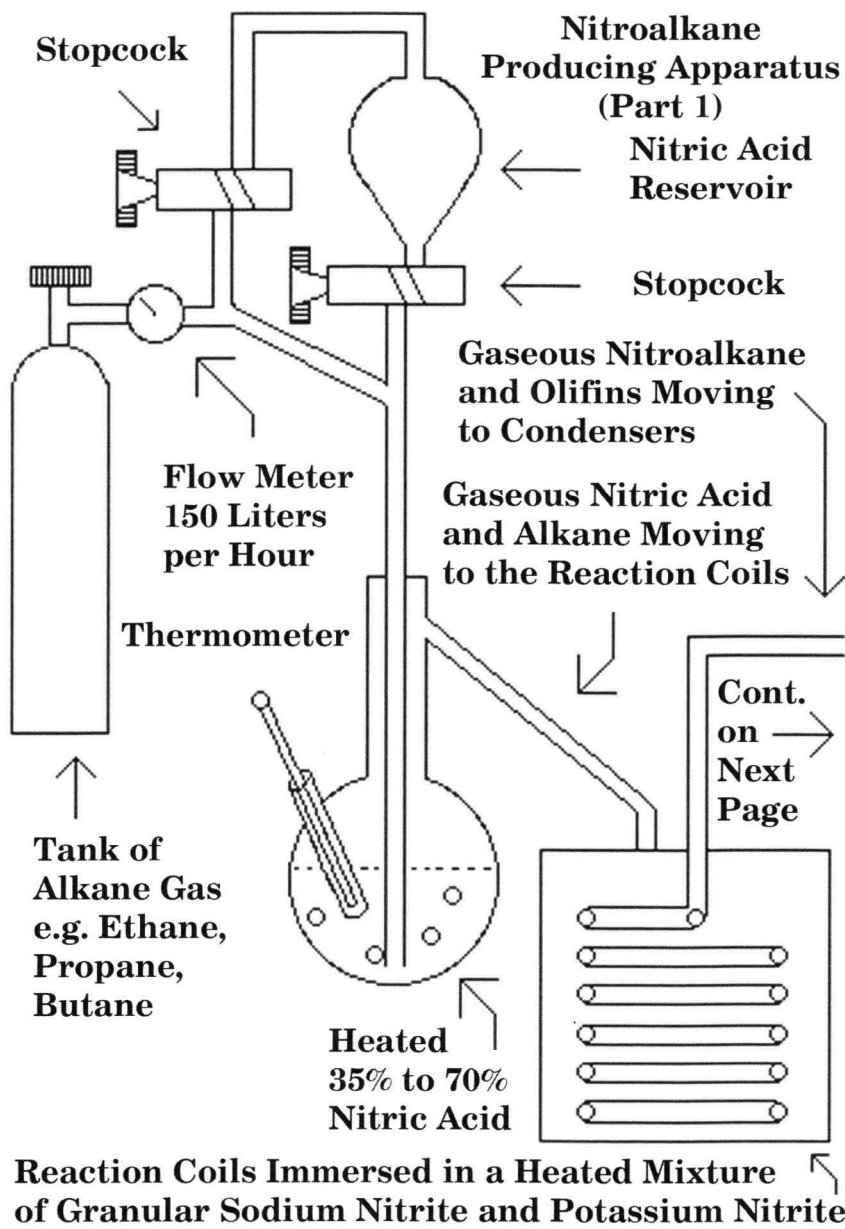 Stopcock
Nitroalkane
Producing Apparatus
(Part 1)
Nitric Acid
Reservoir
Stopcock
Gaseous Nitroalkane
and Olifins Moving
to Condensers
Flow Meter
150 Liters
per Hour
Gaseous Nitric Acid
and Alkane Moving
to the Reaction Coils
Thermometer
Cont.
on
Next
Page
Tank of
Alkane Gas
e.g. Ethane,
Propane,
Butane
Heated
35% to 70%
Nitric Acid
Reaction Coils Immersed in a Heated Mixture
of Granular Sodium Nitrite and Potassium Nitrite